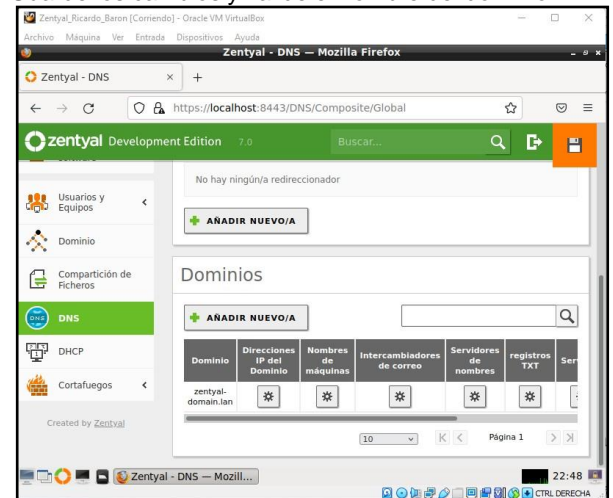 Zentyal_Ricardo_Baron [Corriendo] - Oracle VM VirtualBox
Archivo Máquina Ver Entrada Dispositivos Ayuda
Zentyal - DNS — Mozilla Firefox
Zentyal - DNS
https://localhost:8443/DNS/Composite/Global
zentyal Development Edition 7.0
Buscar...
No hay ningún/a redireccionador
AÑADIR NUEVO/A
Usuarios y
Equipos
Dominio
Compartición de
Ficheros
DNS
DHCP
Cortafuegos
Created by Zentyal
Dominios
AÑADIR NUEVO/A
Dominio
Direcciones IP del Dominio
Nombres de máquinas
Intercambiadores de correo
Servidores de nombres
registros TXT
Ser
zentyal-
domain.lan
10
Página 1
Zentyal - DNS — Mozill...
22:48
CTRL DERECHA